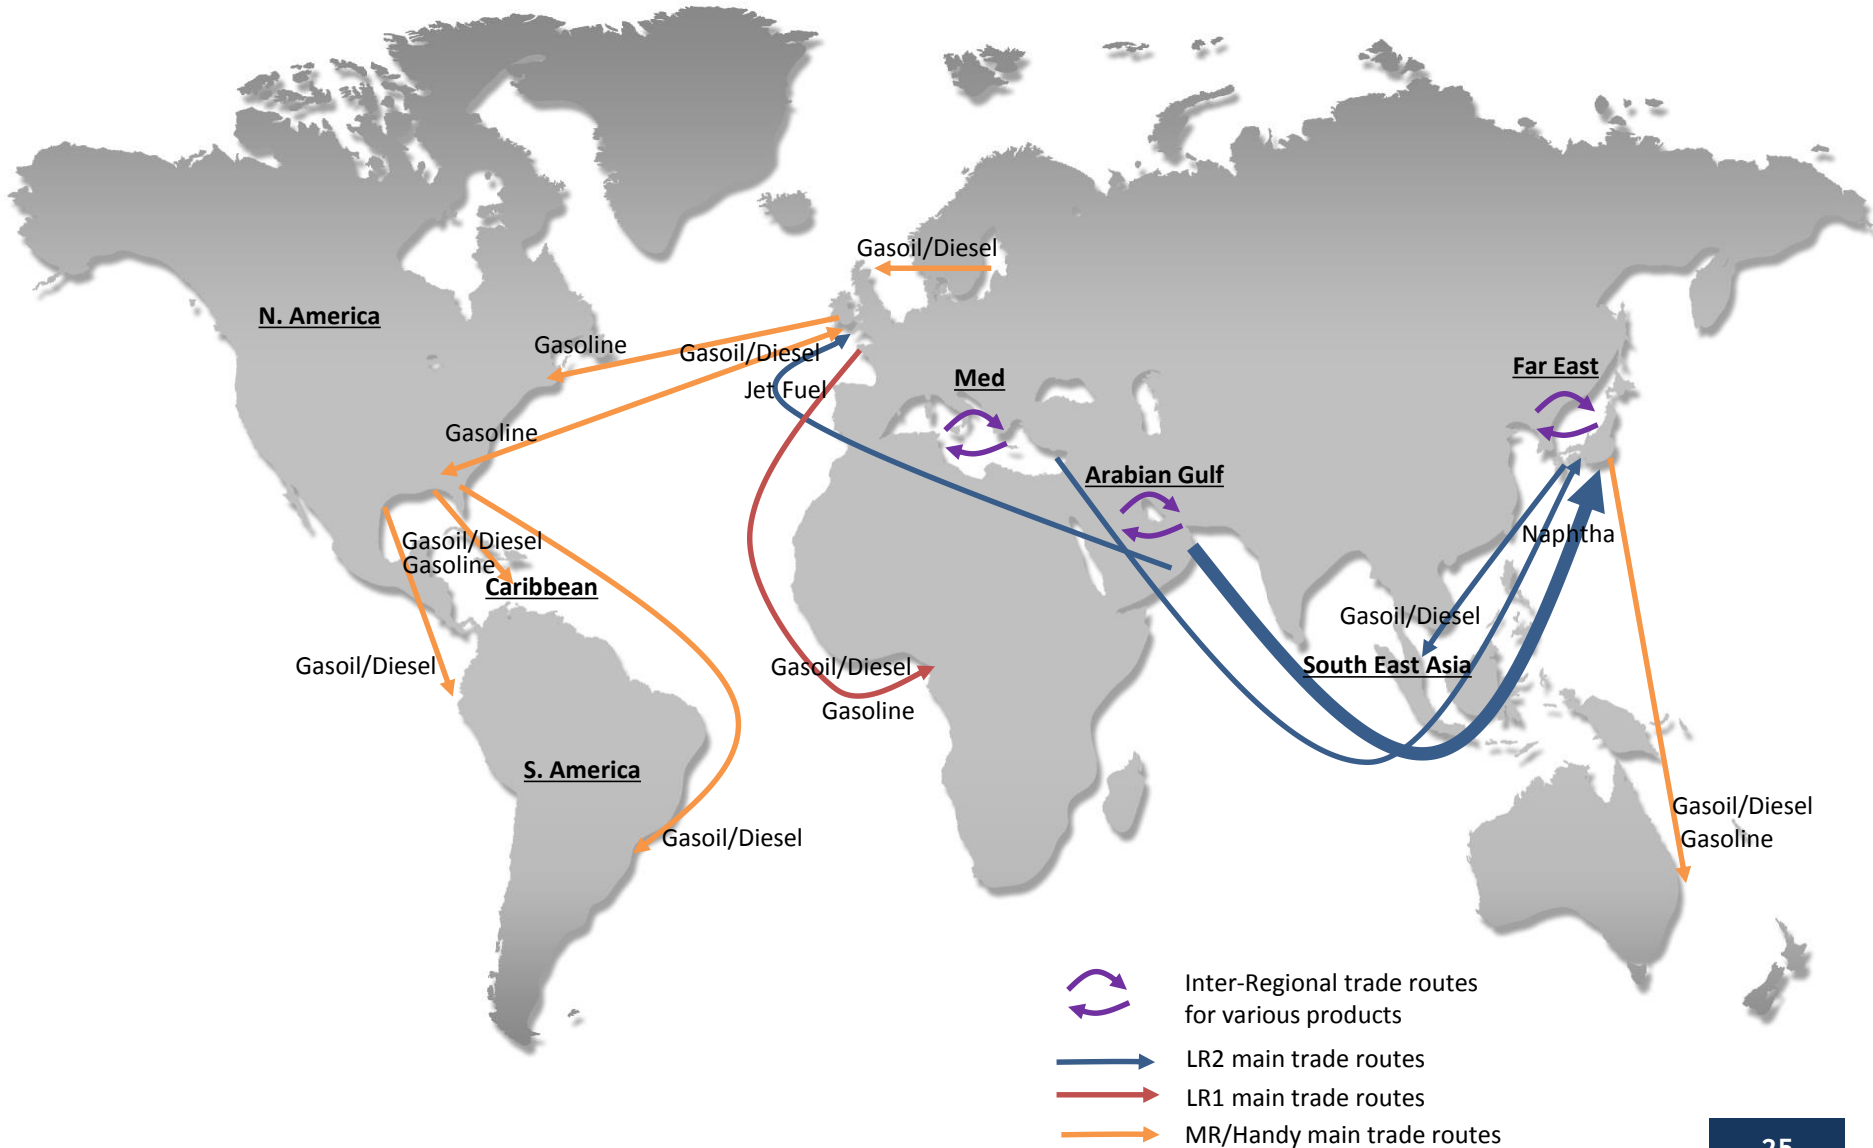 Gasoil/Diesel
N. America
Gasoline
Gasoil/Diesel
Jet Fuel
Med
Far East
Gasoline
Arabian Gulf
Gasoil/Diesel
Gasoline
Caribbean
Naphtha
Gasoil/Diesel
South East Asia
Gasoil/Diesel
Gasoil/Diesel
Gasoline
S. America
Gasoil/Diesel
Gasoil/Diesel
Gasoline
Inter-Regional trade routes
for various products
LR2 main trade routes
LR1 main trade routes
MR/Handy main trade routes
25